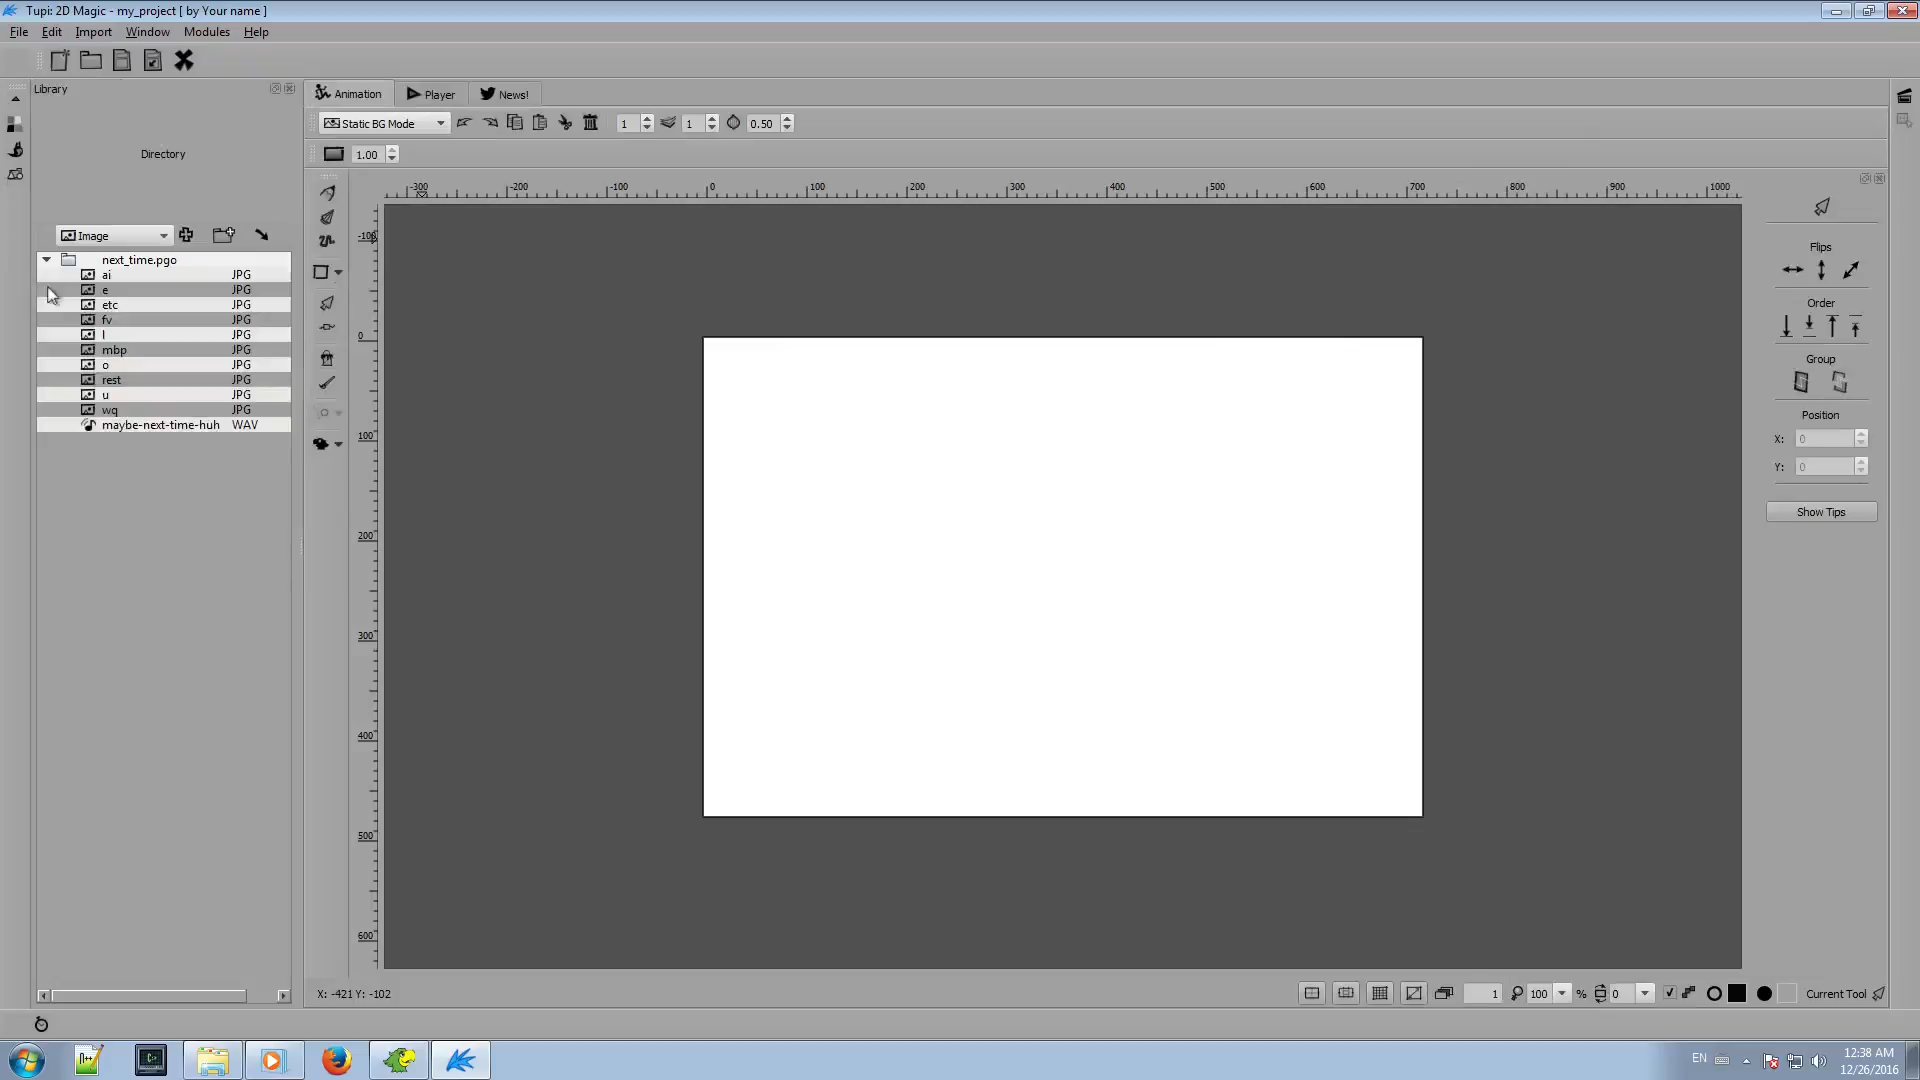 Tupi: 2D Magic - my_project [ by Your name ]
File Edit Import Window Modules Help
Library
Animation Player News!
Static BG Mode 1 1 0.50
1.00
Directory
Image
next_time.pgo
ai JPG
e JPG
etc JPG
fv JPG
l JPG
mbp JPG
o JPG
rest JPG
u JPG
wq JPG
maybe-next-time-huh WAV
-300 -200 -100 0 100 200 300 400 500 600 700 800 900 1000
-100
0
100
200
300
400
500
600
Flips
Order
Group
Position
X: 0
Y: 0
Show Tips
X: -421 Y: -102
1 100 % 0 Current Tool
EN
12:38 AM
12/26/2016